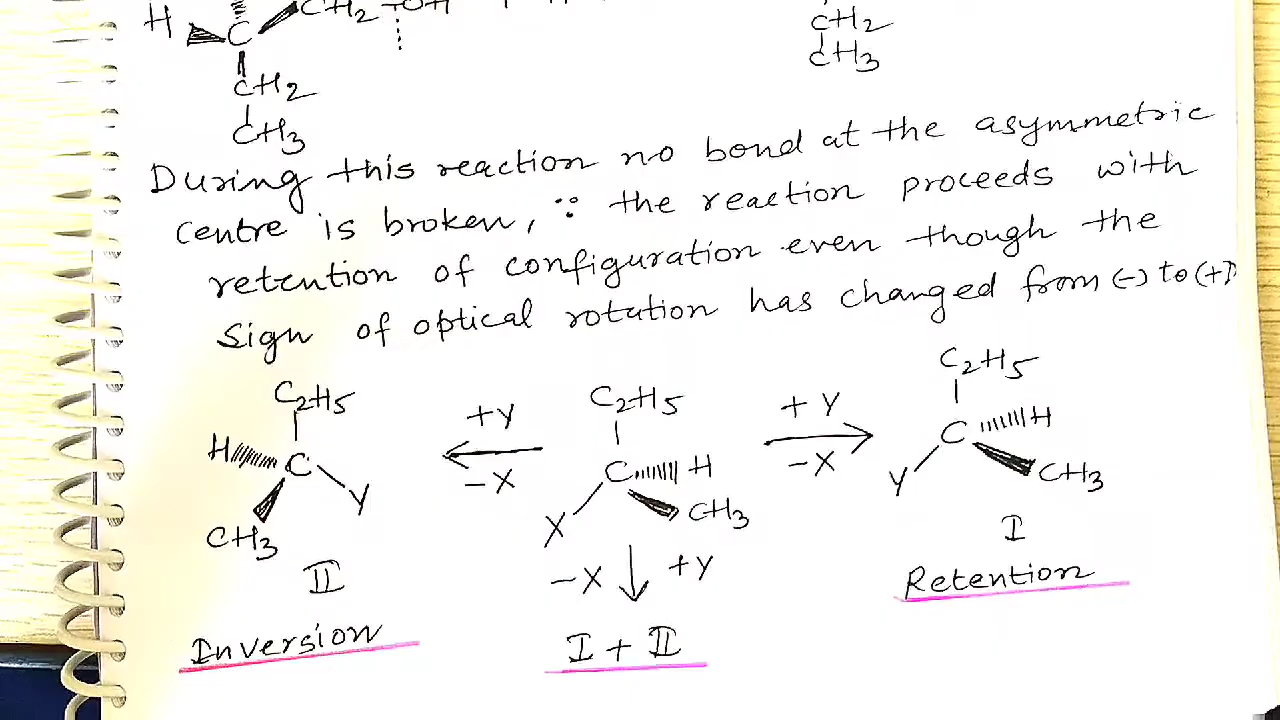 H C CH2 OH CH2
CH2 CH3
CH3
During this reaction no bond at the asymmetric
centre is broken, ∵ the reaction proceeds with
retention of configuration even though the
sign of optical rotation has changed from (-) to (+)
C2H5 +Y C2H5 +Y C2H5
H C Y -X C H -X C H
CH3 X CH3 Y CH3
II -X +Y I
Inversion I + II Retention